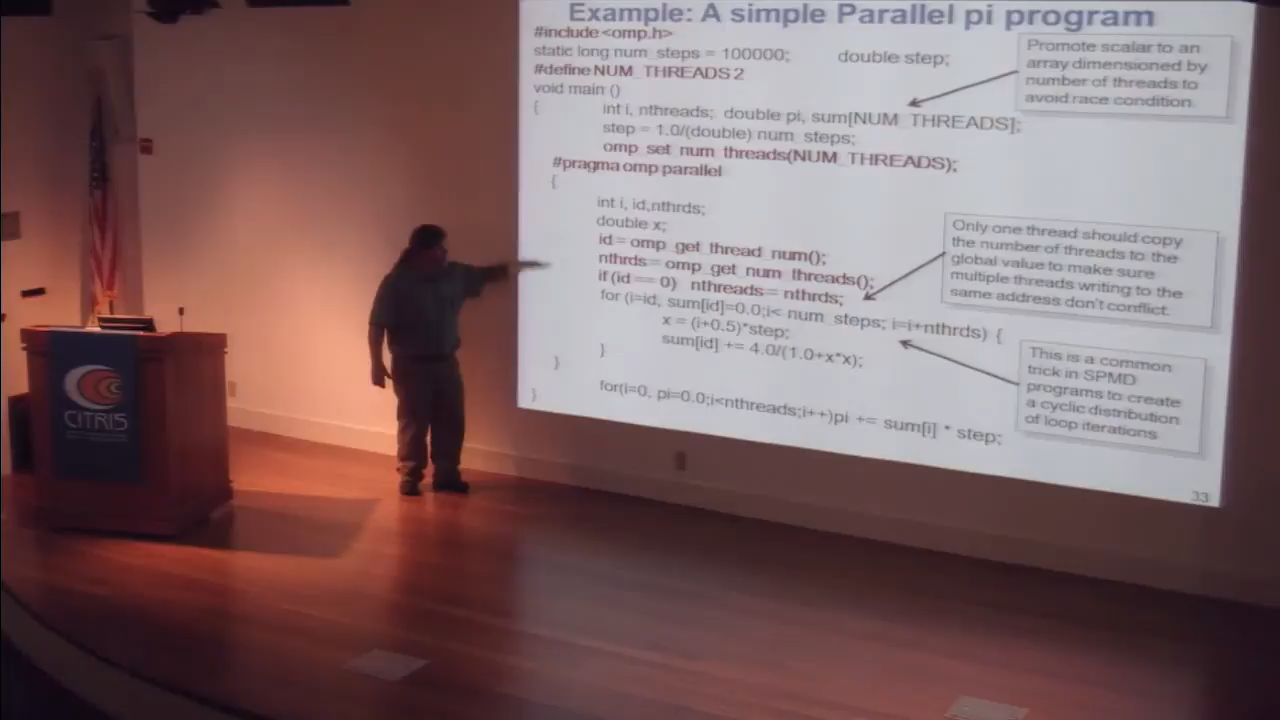 Example: A simple Parallel pi program
#include <omp.h>
static long num_steps = 100000; double step;
#define NUM_THREADS 2
void main ()
{ int i, nthreads; double pi, sum[NUM_THREADS];
step = 1.0/(double) num_steps;
omp_set_num_threads(NUM_THREADS);
#pragma omp parallel
{
int i, id,nthrds;
double x;
id = omp_get_thread_num();
nthrds = omp_get_num_threads();
if (id == 0) nthreads = nthrds;
for (i=id, sum[id]=0.0;i< num_steps; i=i+nthrds) {
x = (i+0.5)*step;
sum[id] += 4.0/(1.0+x*x);
}
}
for(i=0, pi=0.0;i<nthreads;i++)pi += sum[i] * step;
}
Promote scalar to an
array dimensioned by
number of threads to
avoid race condition.
Only one thread should copy
the number of threads to the
global value to make sure
multiple threads writing to the
same address don't conflict.
This is a common
trick in SPMD
programs to create
a cyclic distribution
of loop iterations
33
CITRIS